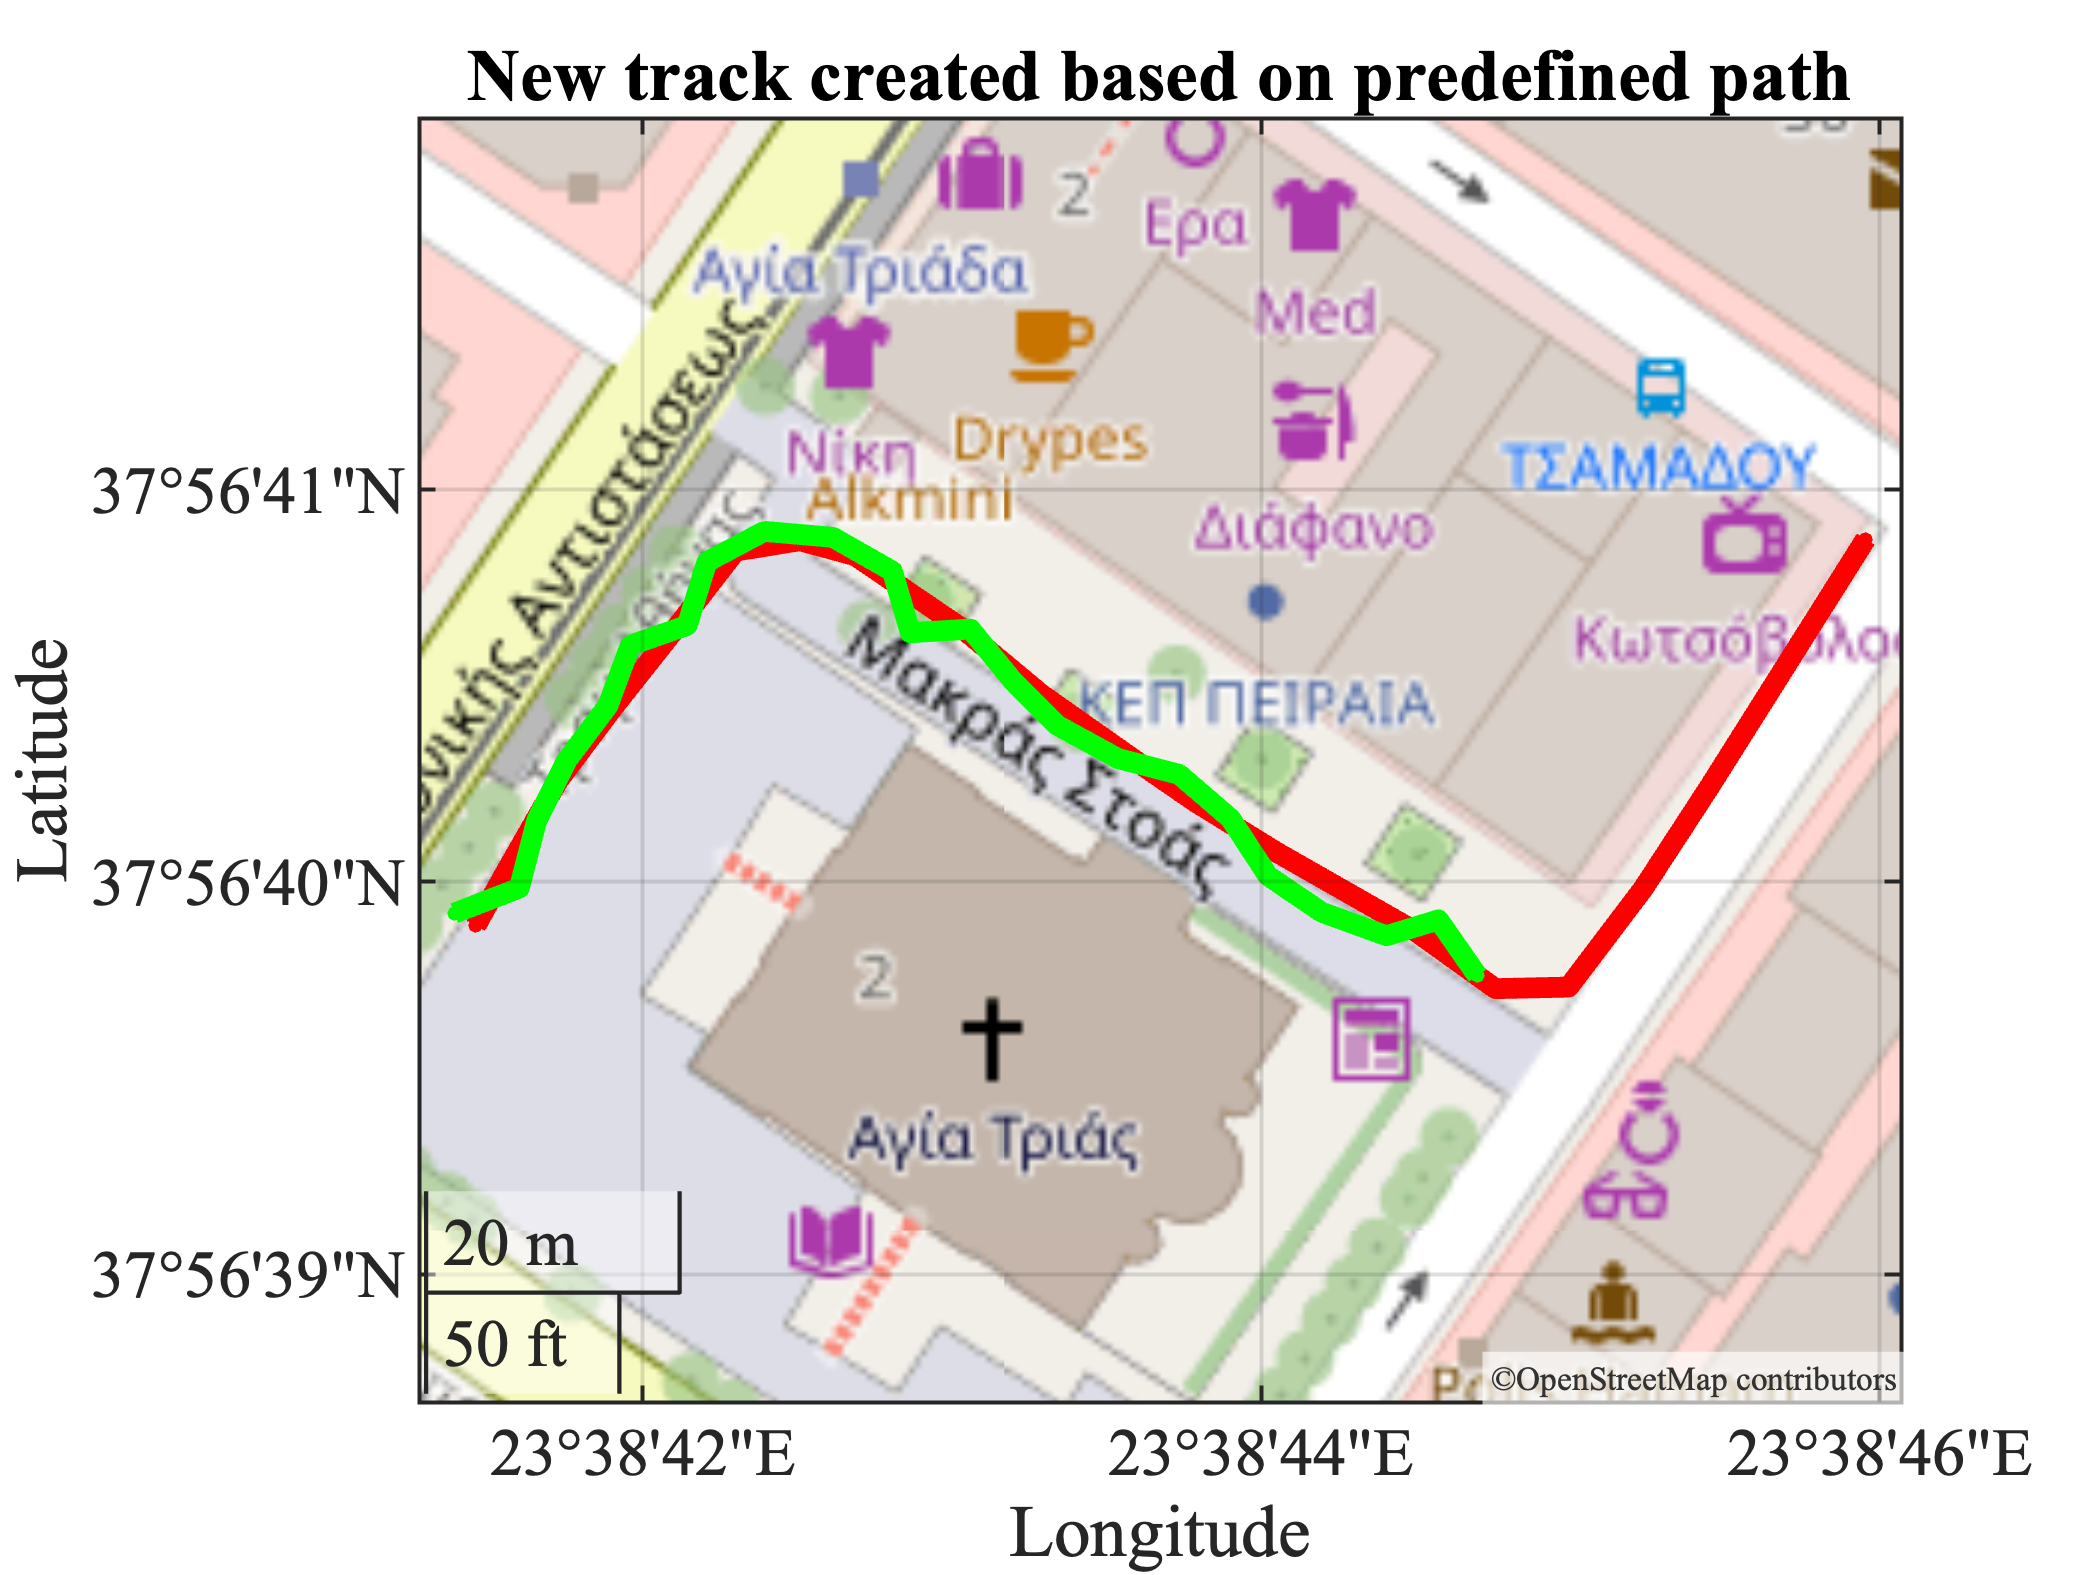 New track created based on predefined path
2
Ερα
Αγία Τριάδα
Med
Drypes
Νίκη
Alkmini
ΤΣΑΜΑΔΟΥ
37°56'41"N
Διάφανο
Αντιστάσεως
Μακράς Στοάς
ΚΕΠ ΠΕΙΡΑΙΑ
Latitude
37°56'40"N
2
Αγία Τριάς
20 m
37°56'39"N
50 ft
©OpenStreetMap contributors
23°38'42"E
23°38'44"E
23°38'46"E
Longitude